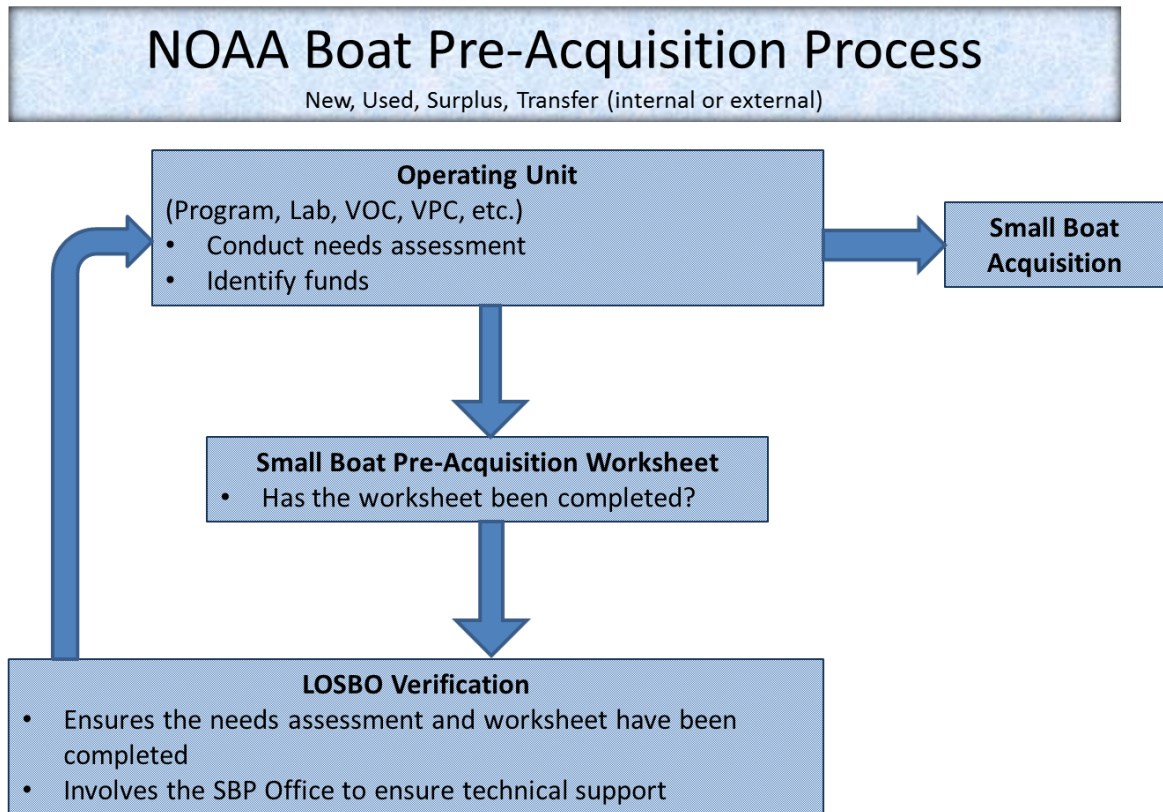 NOAA Boat Pre-Acquisition Process
New, Used, Surplus, Transfer (internal or external)
Operating Unit
(Program, Lab, VOC, VPC, etc.)
• Conduct needs assessment
• Identify funds
Small Boat
Acquisition
Small Boat Pre-Acquisition Worksheet
• Has the worksheet been completed?
LOSBO Verification
• Ensures the needs assessment and worksheet have been
completed
• Involves the SBP Office to ensure technical support